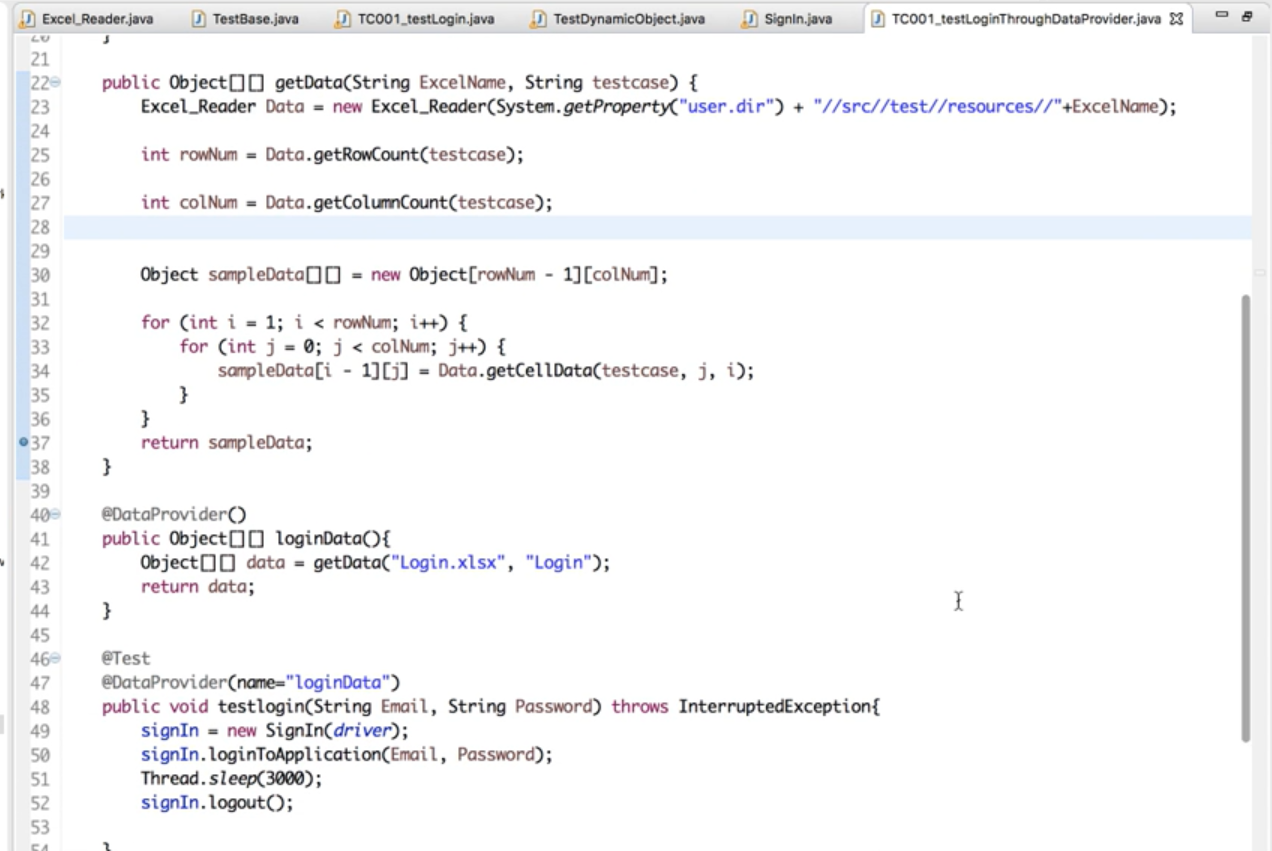 Excel_Reader.java TestBase.java TC001_testLogin.java TestDynamicObject.java SignIn.java TC001_testLoginThroughDataProvider.java
20 }
21
22 public Object[][] getData(String ExcelName, String testcase) {
23 Excel_Reader Data = new Excel_Reader(System.getProperty("user.dir") + "//src//test//resources//"+ExcelName);
24
25 int rowNum = Data.getRowCount(testcase);
26
27 int colNum = Data.getColumnCount(testcase);
28
29
30 Object sampleData[][] = new Object[rowNum - 1][colNum];
31
32 for (int i = 1; i < rowNum; i++) {
33 for (int j = 0; j < colNum; j++) {
34 sampleData[i - 1][j] = Data.getCellData(testcase, j, i);
35 }
36 }
37 return sampleData;
38 }
39
40 @DataProvider()
41 public Object[][] loginData(){
42 Object[][] data = getData("Login.xlsx", "Login");
43 return data;
44 }
45
46 @Test
47 @DataProvider(name="loginData")
48 public void testlogin(String Email, String Password) throws InterruptedException{
49 signIn = new SignIn(driver);
50 signIn.loginToApplication(Email, Password);
51 Thread.sleep(3000);
52 signIn.logout();
53
54 }